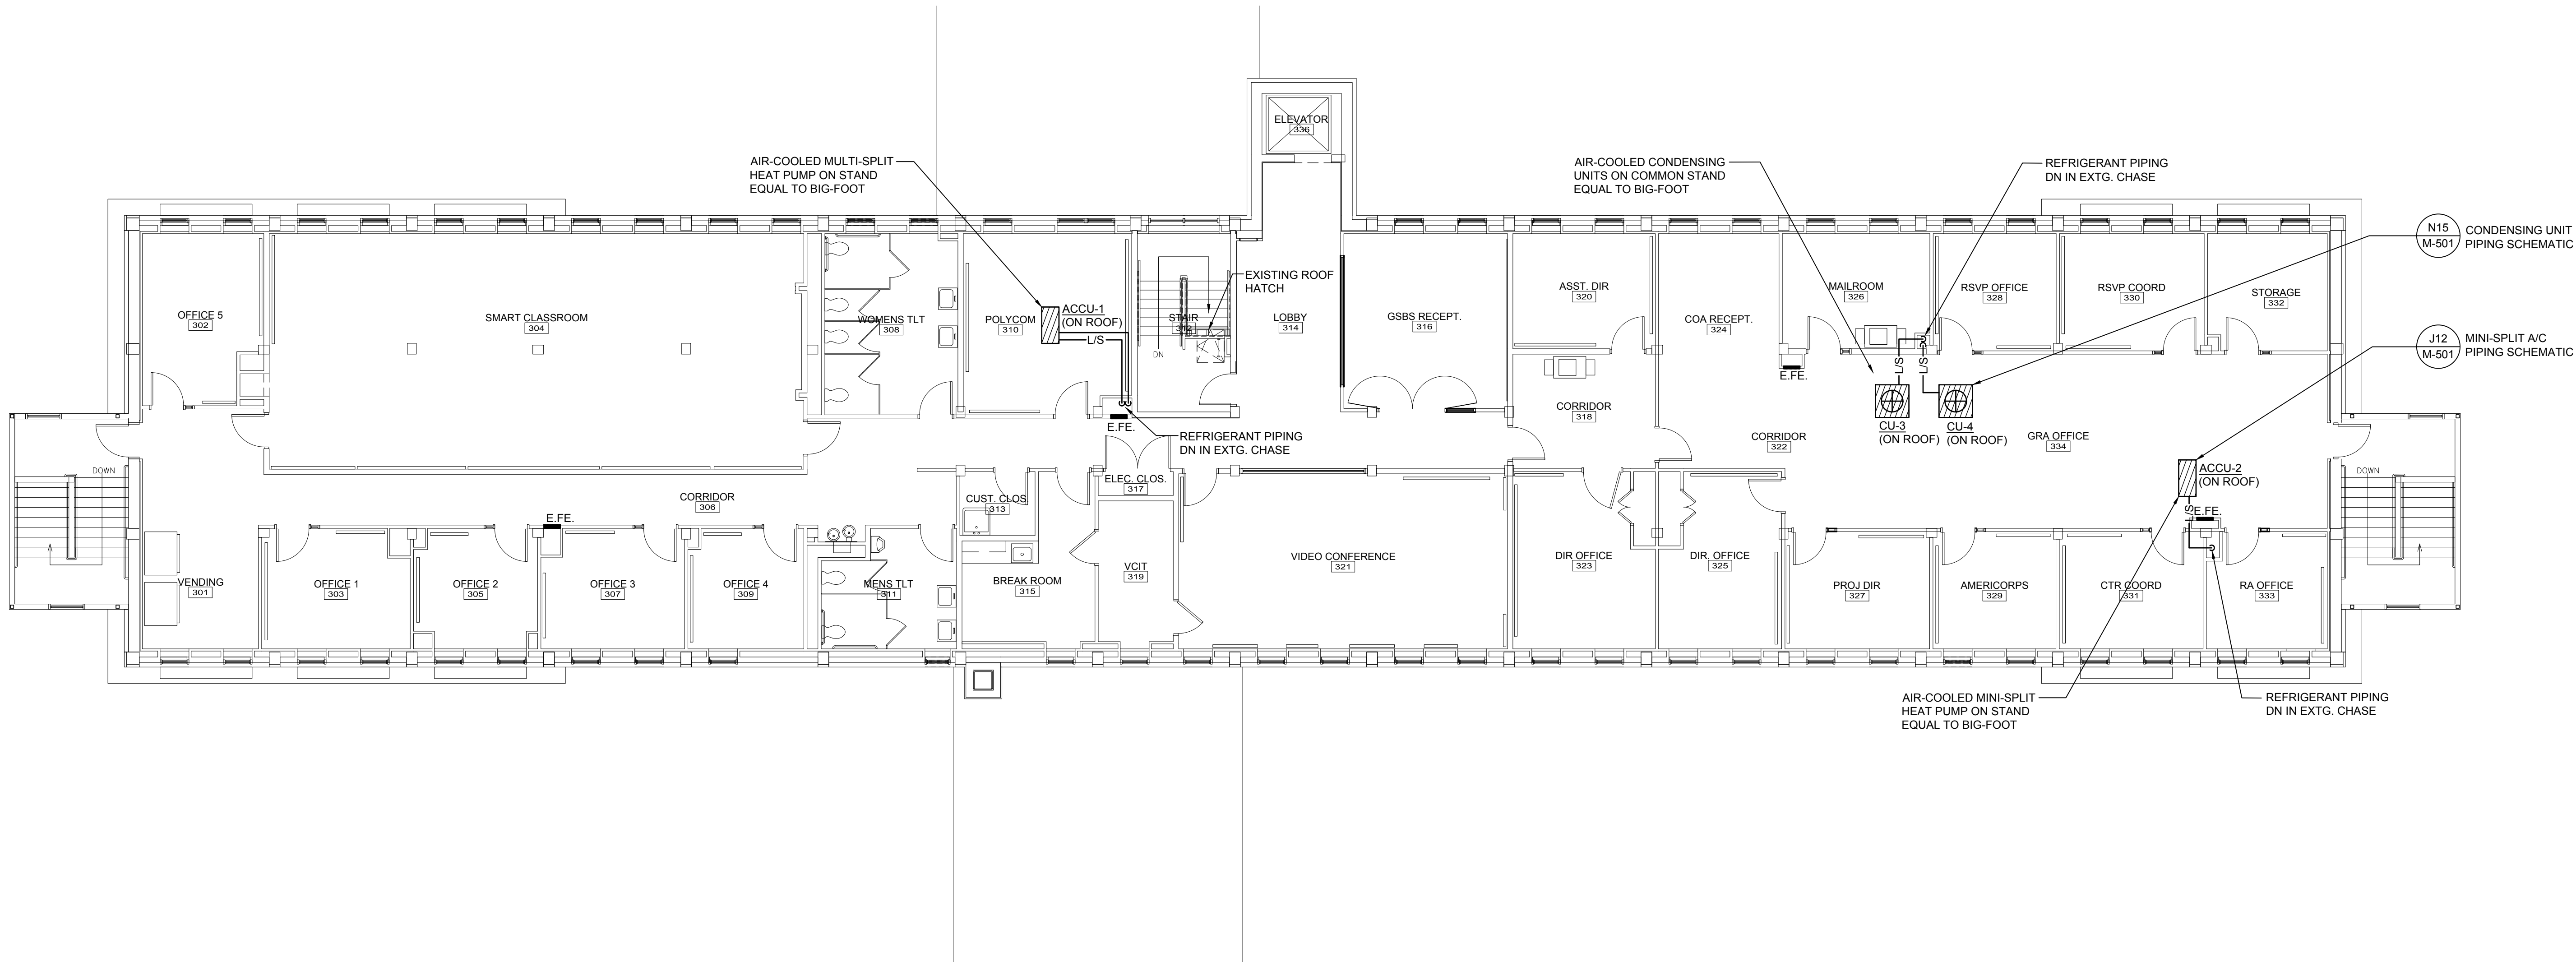 ELEVATOR
336
AIR-COOLED MULTI-SPLIT
HEAT PUMP ON STAND
EQUAL TO BIG-FOOT
AIR-COOLED CONDENSING
UNITS ON COMMON STAND
EQUAL TO BIG-FOOT
REFRIGERANT PIPING
DN IN EXTG. CHASE
N15
M-501
CONDENSING UNIT
PIPING SCHEMATIC
J12
M-501
MINI-SPLIT A/C
PIPING SCHEMATIC
EXISTING ROOF
HATCH
OFFICE 5
302
SMART CLASSROOM
304
WOMENS TLT
308
POLYCOM
310
ACCU-1
(ON ROOF)
L/S
STAIR
312
DN
LOBBY
314
GSBS RECEPT.
316
ASST. DIR
320
COA RECEPT.
324
MAILROOM
326
RSVP OFFICE
328
RSVP COORD
330
STORAGE
332
L/S
L/S
E.FE.
E.FE.
REFRIGERANT PIPING
DN IN EXTG. CHASE
CORRIDOR
318
CORRIDOR
322
CU-3
(ON ROOF)
CU-4
(ON ROOF)
GRA OFFICE
334
ACCU-2
(ON ROOF)
L/S
E.FE.
DOWN
DOWN
CORRIDOR
306
E.FE.
CUST. CLOS.
313
ELEC. CLOS.
317
VENDING
301
OFFICE 1
303
OFFICE 2
305
OFFICE 3
307
OFFICE 4
309
MENS TLT
311
BREAK ROOM
315
VCIT
319
VIDEO CONFERENCE
321
DIR OFFICE
323
DIR. OFFICE
325
PROJ DIR
327
AMERICORPS
329
CTR COORD
331
RA OFFICE
333
AIR-COOLED MINI-SPLIT
HEAT PUMP ON STAND
EQUAL TO BIG-FOOT
REFRIGERANT PIPING
DN IN EXTG. CHASE